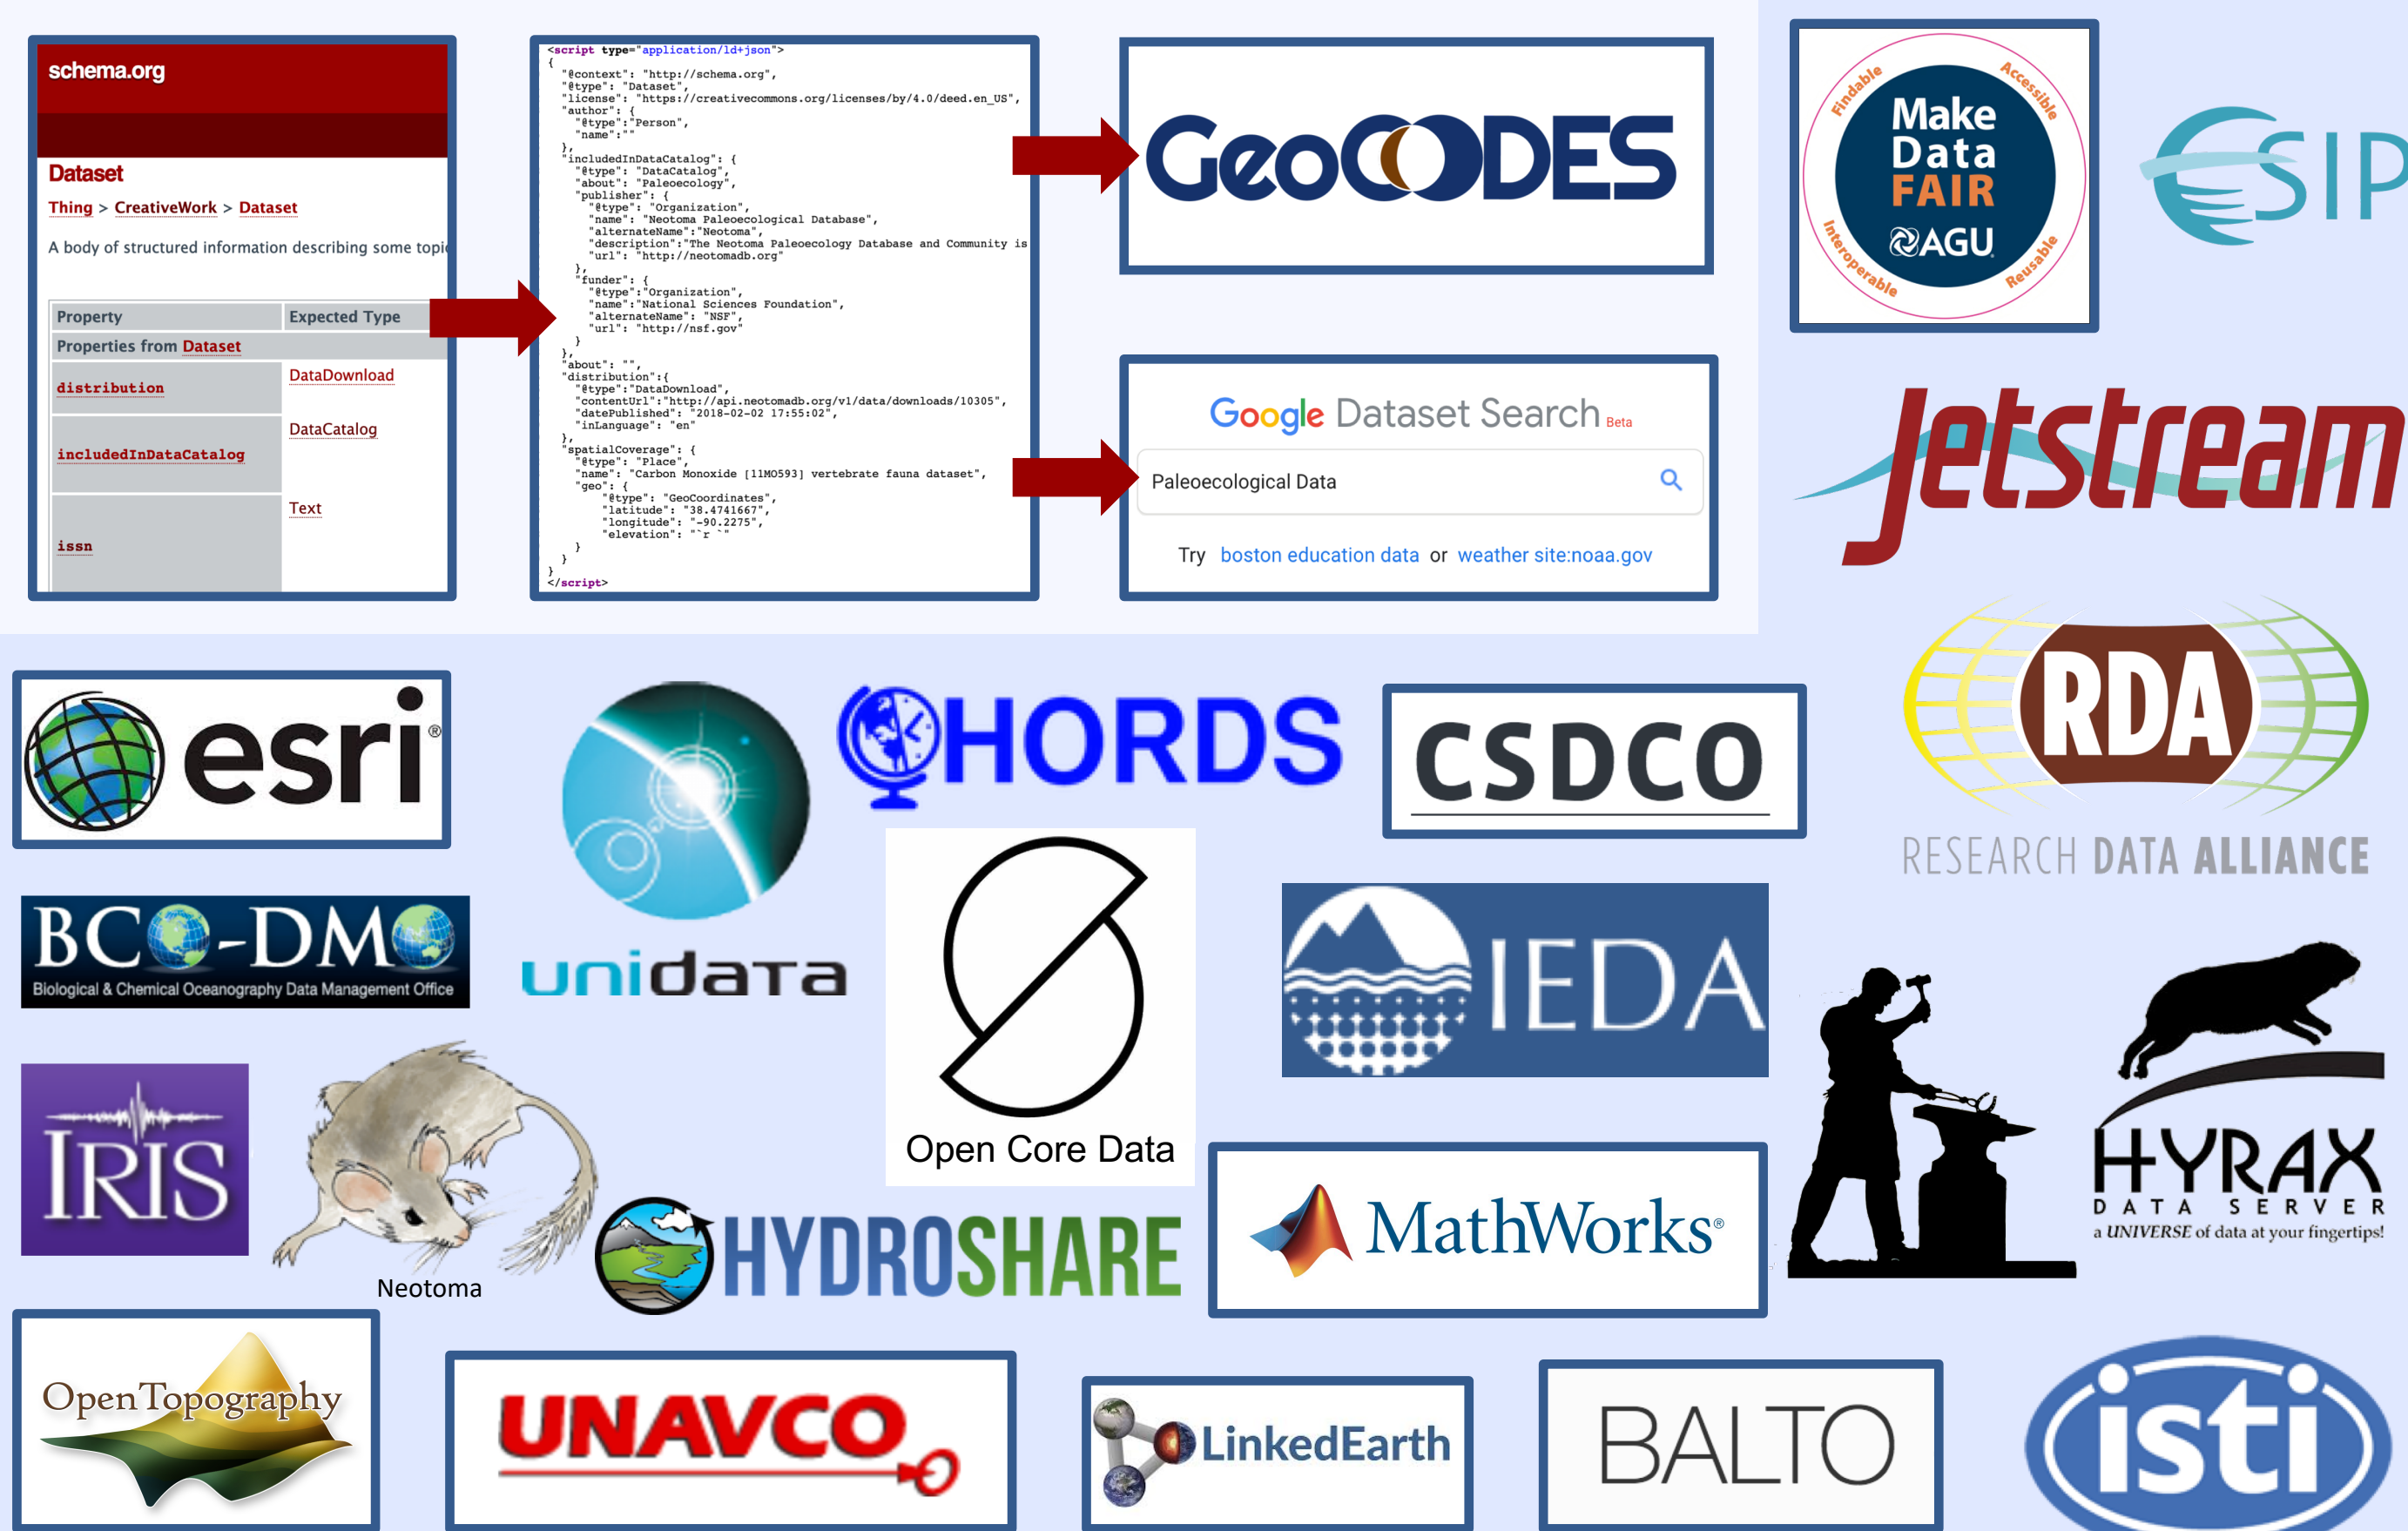 schema.org
Dataset
Thing > CreativeWork > Dataset
A body of structured information describing some topi
Property Expected Type
Properties from Dataset
distribution DataDownload
includedInDataCatalog DataCatalog
issn Text
<script type="application/ld+json">
{
"@context": "http://schema.org",
"@type": "Dataset",
"license": "https://creativecommons.org/licenses/by/4.0/deed.en_US",
"author": {
"@type":"Person",
"name":""
},
"includedInDataCatalog": {
"@type": "DataCatalog",
"about": "Paleoecology",
"publisher": {
"@type": "Organization",
"name": "Neotoma Paleoecological Database",
"alternateName":"Neotoma",
"description":"The Neotoma Paleoecology Database and Community is
"url": "http://neotomadb.org"
},
"funder": {
"@type":"Organization",
"name":"National Sciences Foundation",
"alternateName": "NSF",
"url": "http://nsf.gov"
}
},
"about": "",
"distribution":{
"@type":"DataDownload",
"contentUrl":"http://api.neotomadb.org/v1/data/downloads/10305",
"datePublished": "2018-02-02 17:55:02",
"inLanguage": "en"
},
"spatialCoverage": {
"@type": "Place",
"name": "Carbon Monoxide [11MO593] vertebrate fauna dataset",
"geo": {
"@type": "GeoCoordinates",
"latitude": "38.4741667",
"longitude": "-90.2275",
"elevation": "`r `"
}
}
}
</script>
GeoCODES
Google Dataset Search Beta
Paleoecological Data
Try boston education data or weather site:noaa.gov
Findable
Accessible
Make
Data
FAIR
AGU
Interoperable
Reusable
ESIP
Jetstream
RDA
RESEARCH DATA ALLIANCE
esri®
unidata
CHORDS
CSDCO
BCO-DMO
Biological & Chemical Oceanography Data Management Office
Open Core Data
IEDA
IRIS
Neotoma
HYDROSHARE
MathWorks®
HYRAX
DATA SERVER
a UNIVERSE of data at your fingertips!
OpenTopography
UNAVCO
LinkedEarth
BALTO
isti